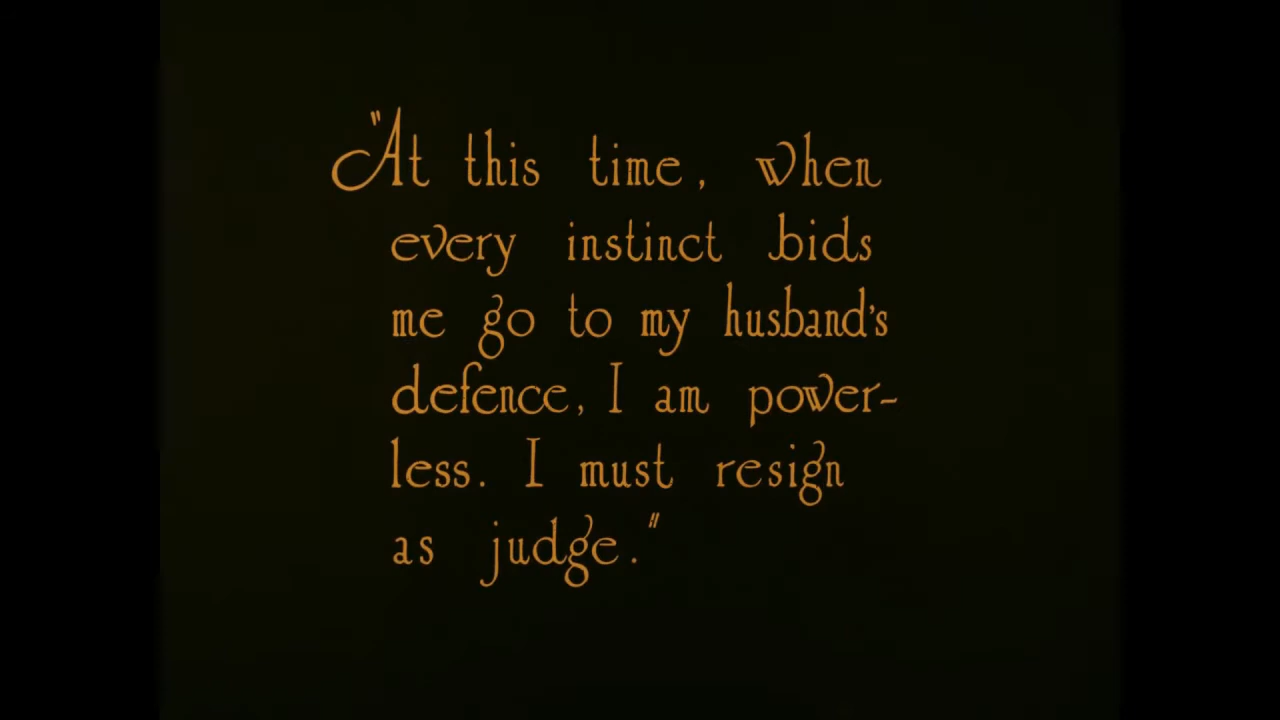 "At this time, when
every instinct bids
me go to my husband's
defence, I am power-
less. I must resign
as judge."